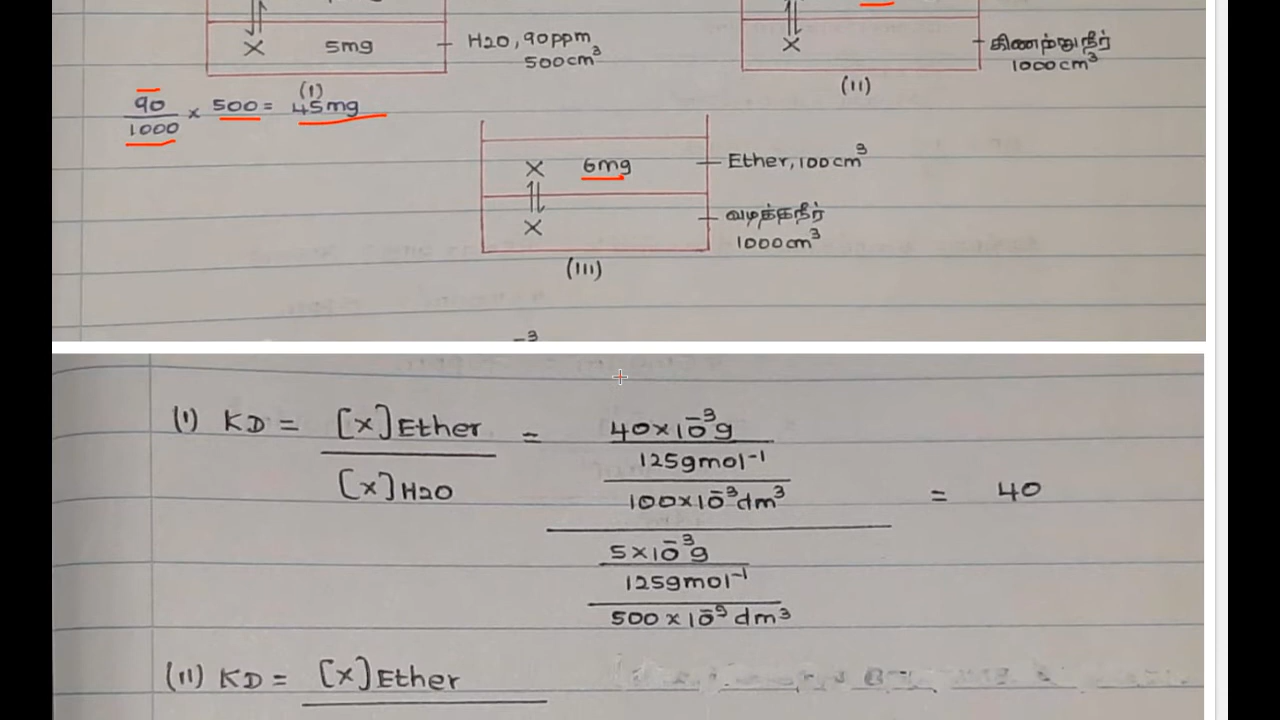 5mg
H2O, 90ppm
500cm³
கிணற்றுநீர்
1000cm³
(I)
(II)
90/1000 × 500 = 45mg
X 6mg
Ether, 100cm³
X
வடித்தநீர்
1000cm³
(III)
(I) KD = [X]Ether = 40×10⁻³g
125gmol⁻¹
100×10⁻³dm³
[X]H2O = 40
5×10⁻³g
125gmol⁻¹
500×10⁻³dm³
(II) KD = [X]Ether